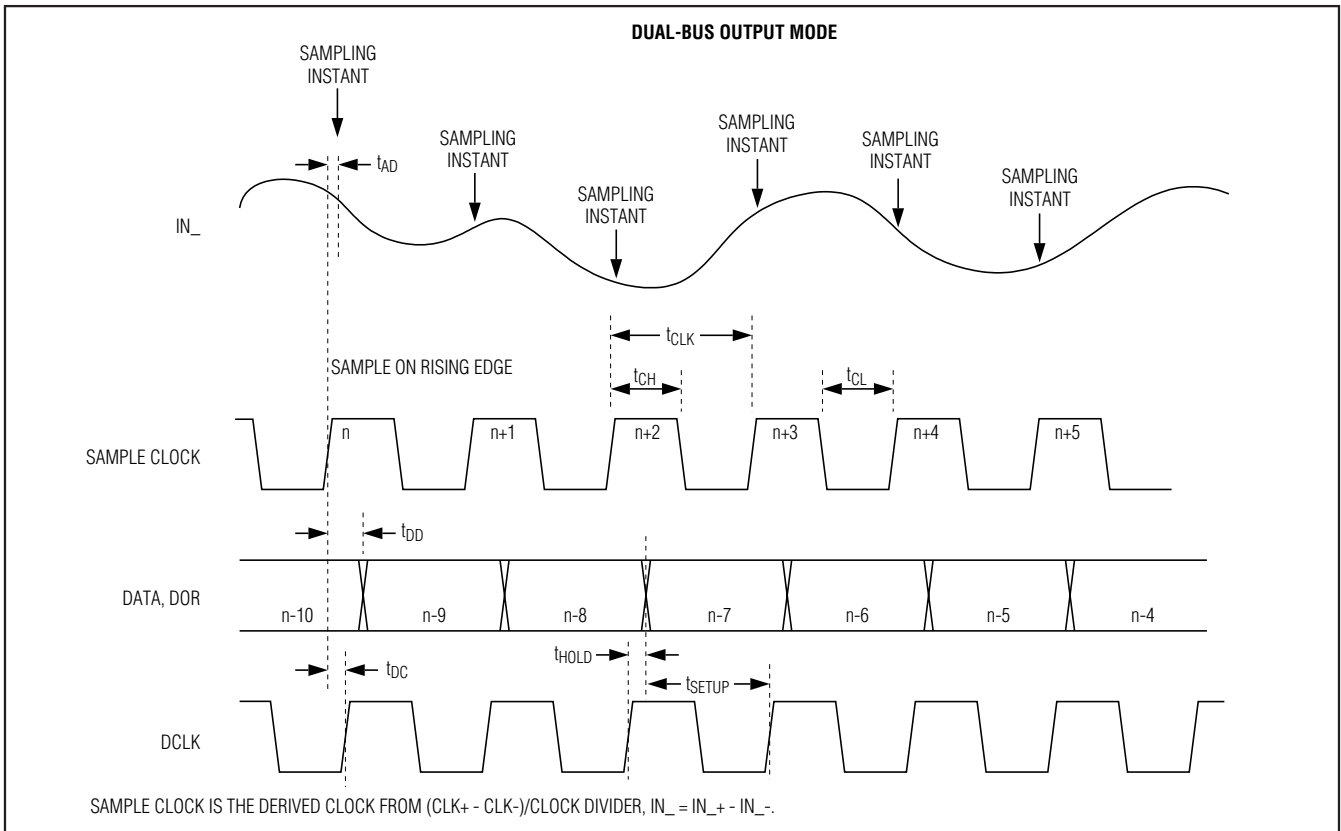 DUAL-BUS OUTPUT MODE
SAMPLING
INSTANT
SAMPLING
INSTANT
SAMPLING
INSTANT
SAMPLING
INSTANT
SAMPLING
INSTANT
SAMPLING
INSTANT
tAD
IN_
tCLK
SAMPLE ON RISING EDGE
tCH
tCL
SAMPLE CLOCK
n
n+1
n+2
n+3
n+4
n+5
tDD
DATA, DOR
n-10
n-9
n-8
n-7
n-6
n-5
n-4
tHOLD
tDC
tSETUP
DCLK
SAMPLE CLOCK IS THE DERIVED CLOCK FROM (CLK+ - CLK-)/CLOCK DIVIDER, IN_ = IN_+ - IN_-.